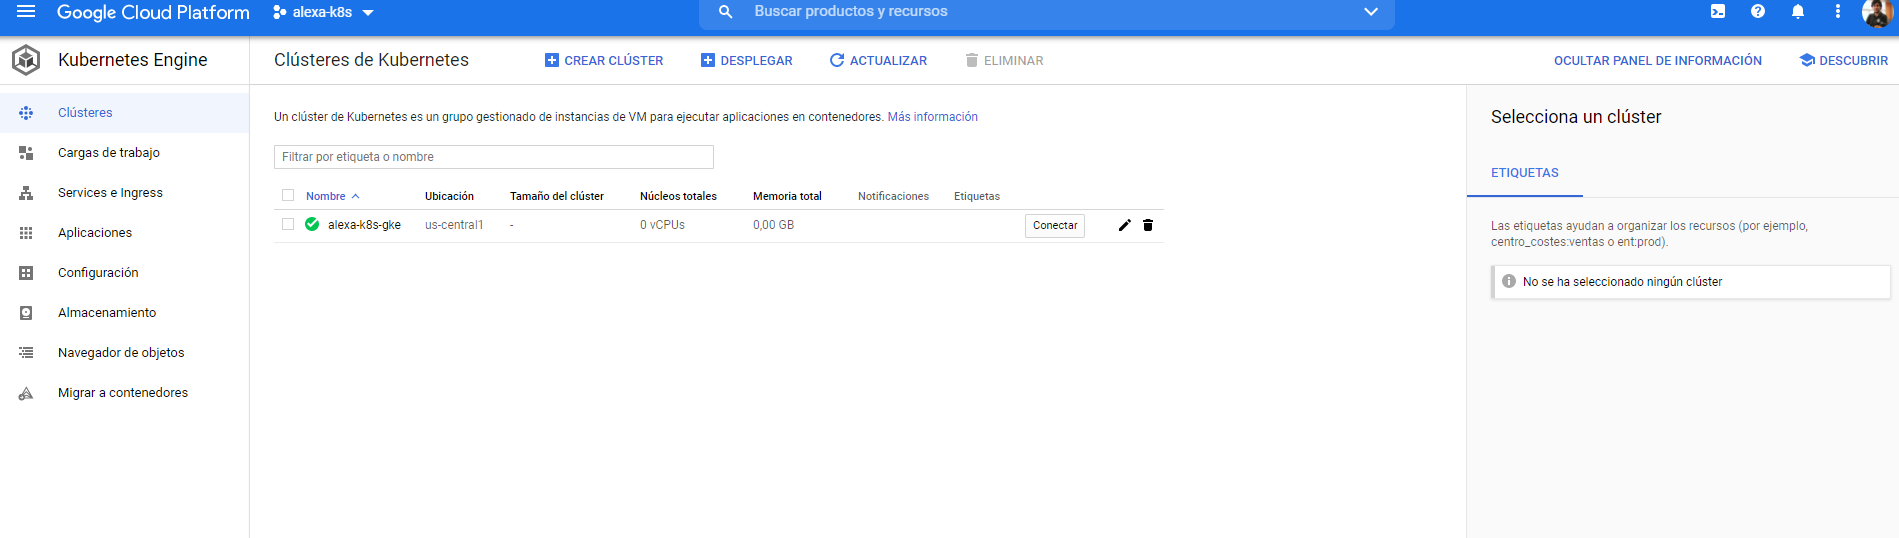 Google Cloud Platform
alexa-k8s
Buscar productos y recursos
Kubernetes Engine
Clústeres de Kubernetes
CREAR CLÚSTER
DESPLEGAR
ACTUALIZAR
ELIMINAR
OCULTAR PANEL DE INFORMACIÓN
DESCUBRIR
Clústeres
Cargas de trabajo
Services e Ingress
Aplicaciones
Configuración
Almacenamiento
Navegador de objetos
Migrar a contenedores
Un clúster de Kubernetes es un grupo gestionado de instancias de VM para ejecutar aplicaciones en contenedores. Más información
Filtrar por etiqueta o nombre
Nombre Ubicación Tamaño del clúster Núcleos totales Memoria total Notificaciones Etiquetas
alexa-k8s-gke us-central1 - 0 vCPUs 0,00 GB Conectar
Selecciona un clúster
ETIQUETAS
Las etiquetas ayudan a organizar los recursos (por ejemplo,
centro_costes:ventas o ent:prod).
No se ha seleccionado ningún clúster